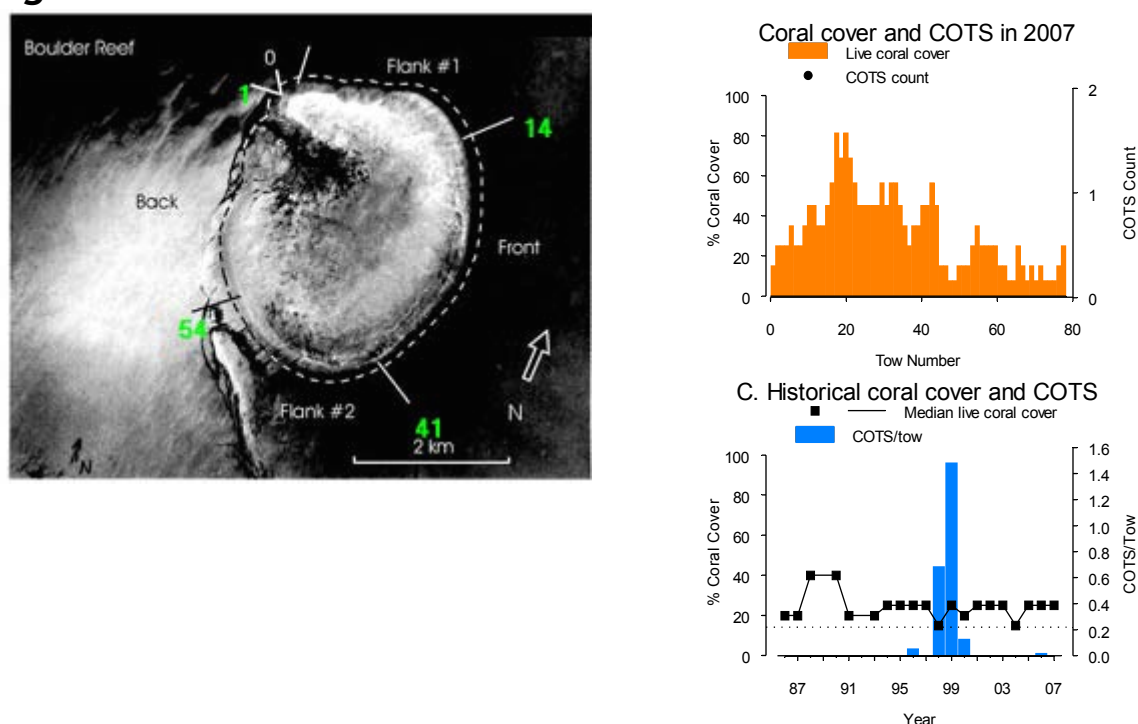 Boulder Reef
0
Flank #1
1
14
Back
Front
54
Flank #2
41
2 km
N
N
Coral cover and COTS in 2007
Live coral cover
COTS count
100
80
60
40
20
0
% Coral Cover
2
1
0
COTS Count
0 20 40 60 80
Tow Number
C. Historical coral cover and COTS
Median live coral cover
COTS/tow
100
80
60
40
20
0
% Coral Cover
1.6
1.4
1.2
1.0
0.8
0.6
0.4
0.2
0.0
COTS/Tow
87 91 95 99 03 07
Year